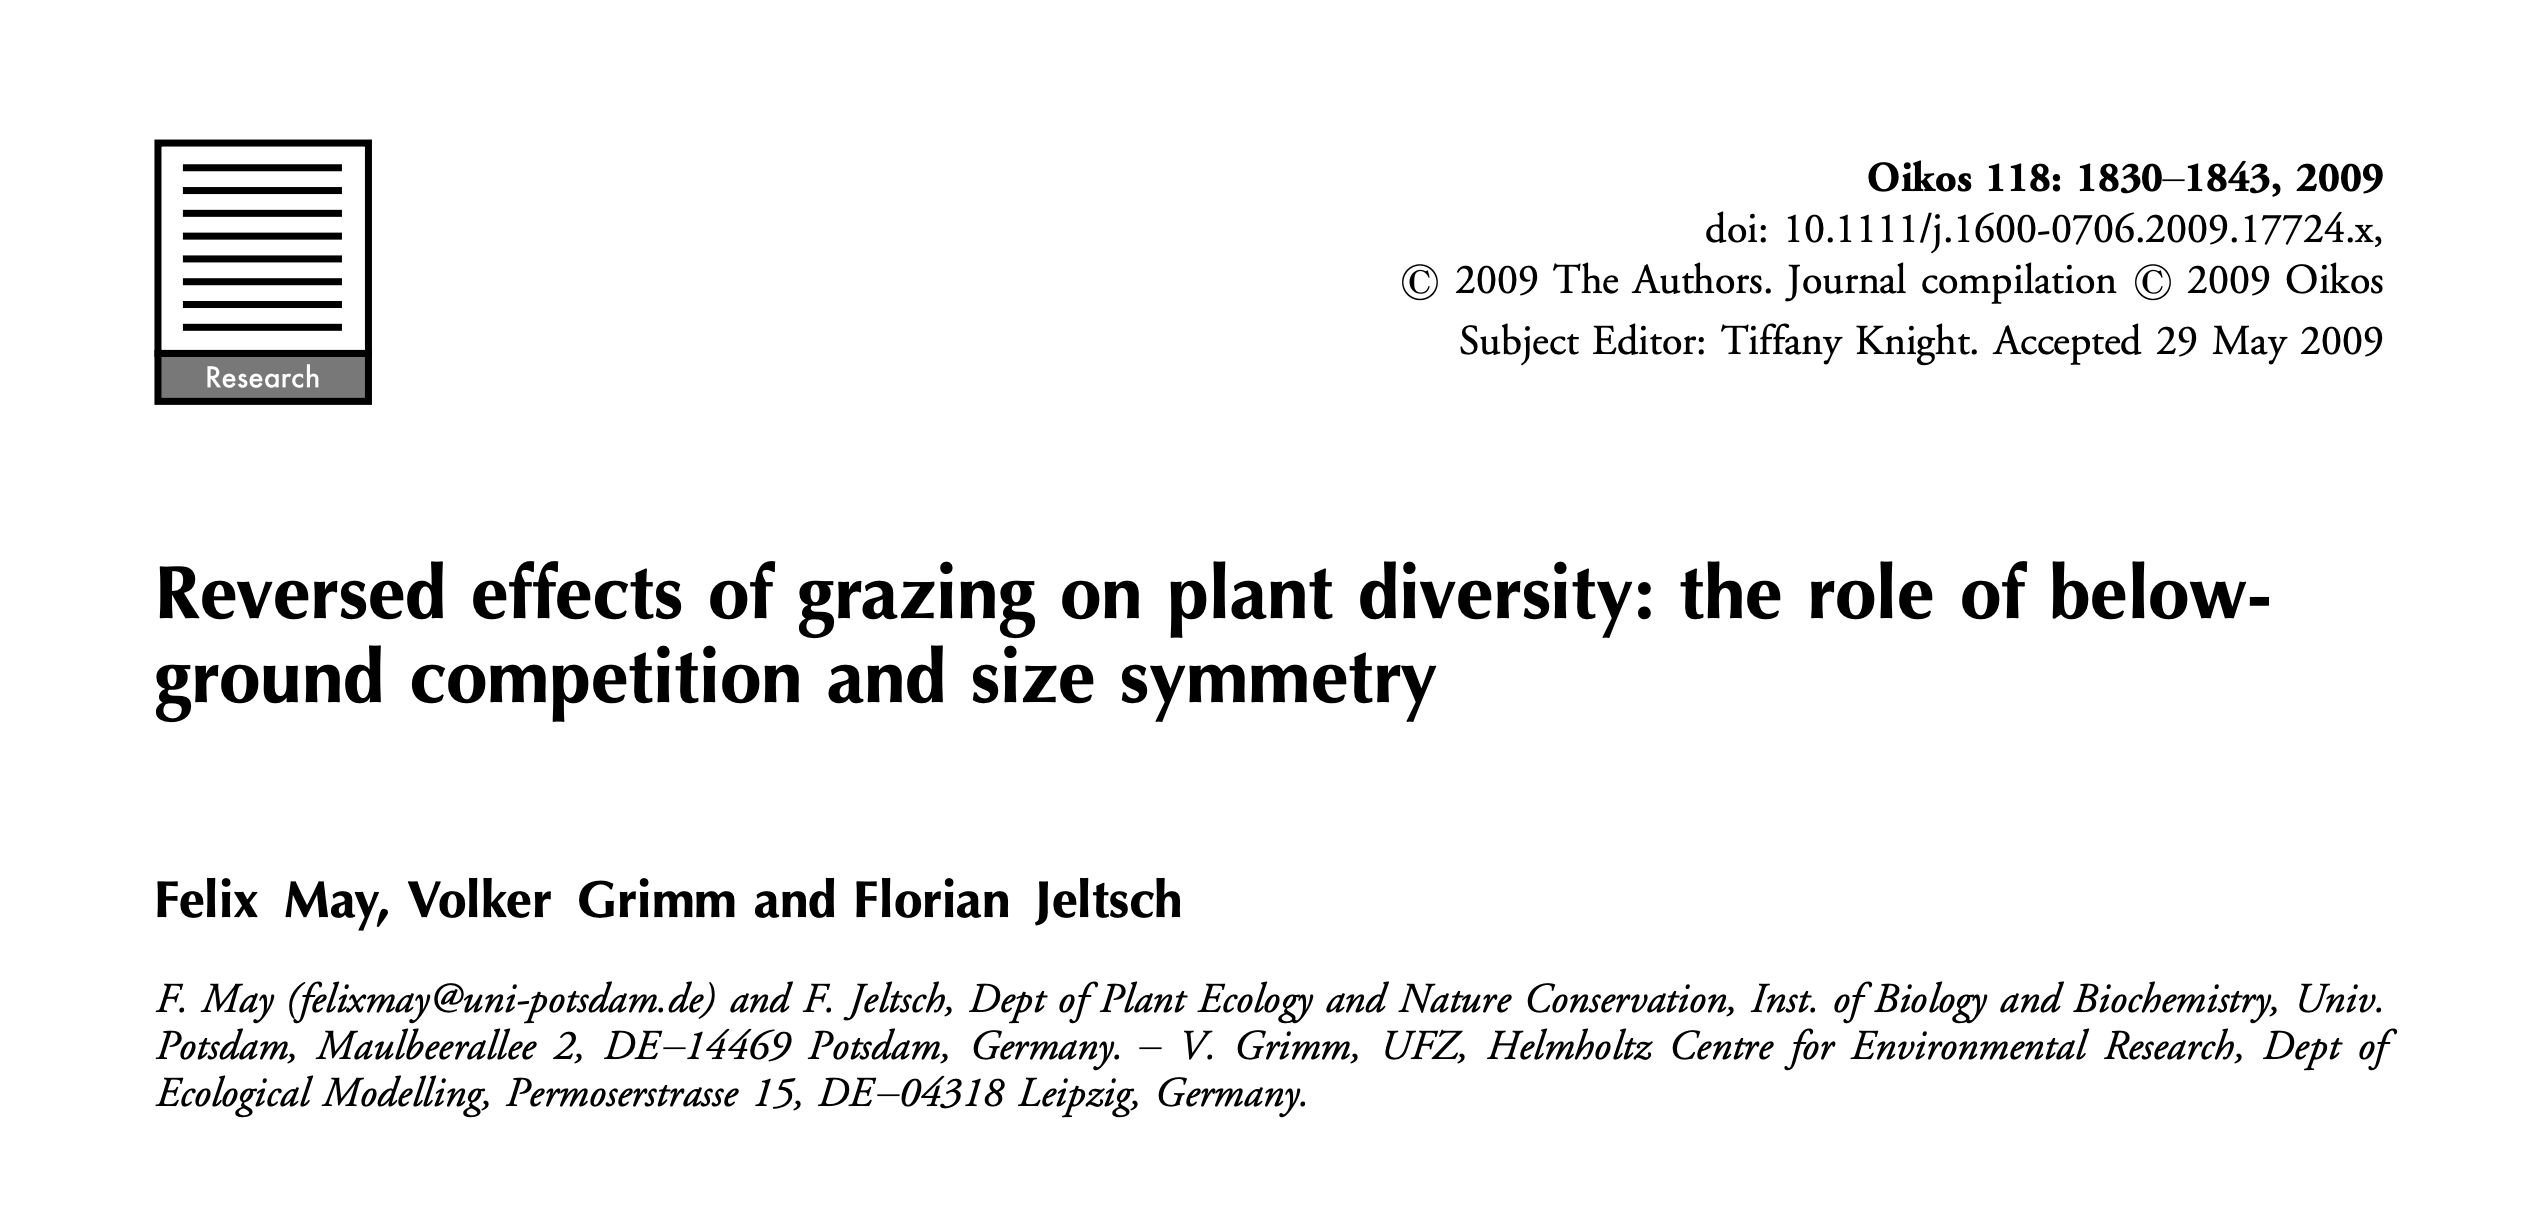 Research
Oikos 118: 1830–1843, 2009
doi: 10.1111/j.1600-0706.2009.17724.x,
© 2009 The Authors. Journal compilation © 2009 Oikos
Subject Editor: Tiffany Knight. Accepted 29 May 2009
Reversed effects of grazing on plant diversity: the role of below-
ground competition and size symmetry
Felix May, Volker Grimm and Florian Jeltsch
F. May (felixmay@uni-potsdam.de) and F. Jeltsch, Dept of Plant Ecology and Nature Conservation, Inst. of Biology and Biochemistry, Univ.
Potsdam, Maulbeerallee 2, DE–14469 Potsdam, Germany. – V. Grimm, UFZ, Helmholtz Centre for Environmental Research, Dept of
Ecological Modelling, Permoserstrasse 15, DE–04318 Leipzig, Germany.